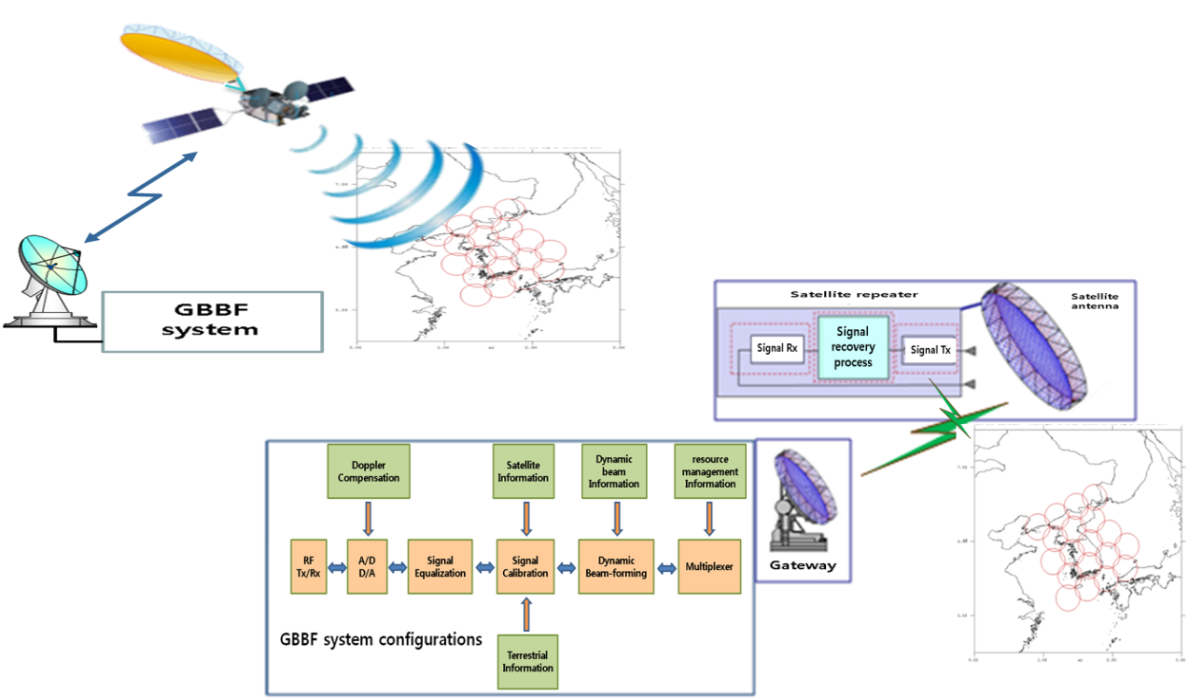 GBBF
system
Satellite repeater
Satellite
antenna
Signal Rx
Signal
recovery
process
Signal Tx
Doppler
Compensation
Satellite
Information
Dynamic
beam
Information
resource
management
Information
RF
Tx/Rx
A/D
D/A
Signal
Equalization
Signal
Calibration
Dynamic
Beam-forming
Multiplexer
Gateway
GBBF system configurations
Terrestrial
Information